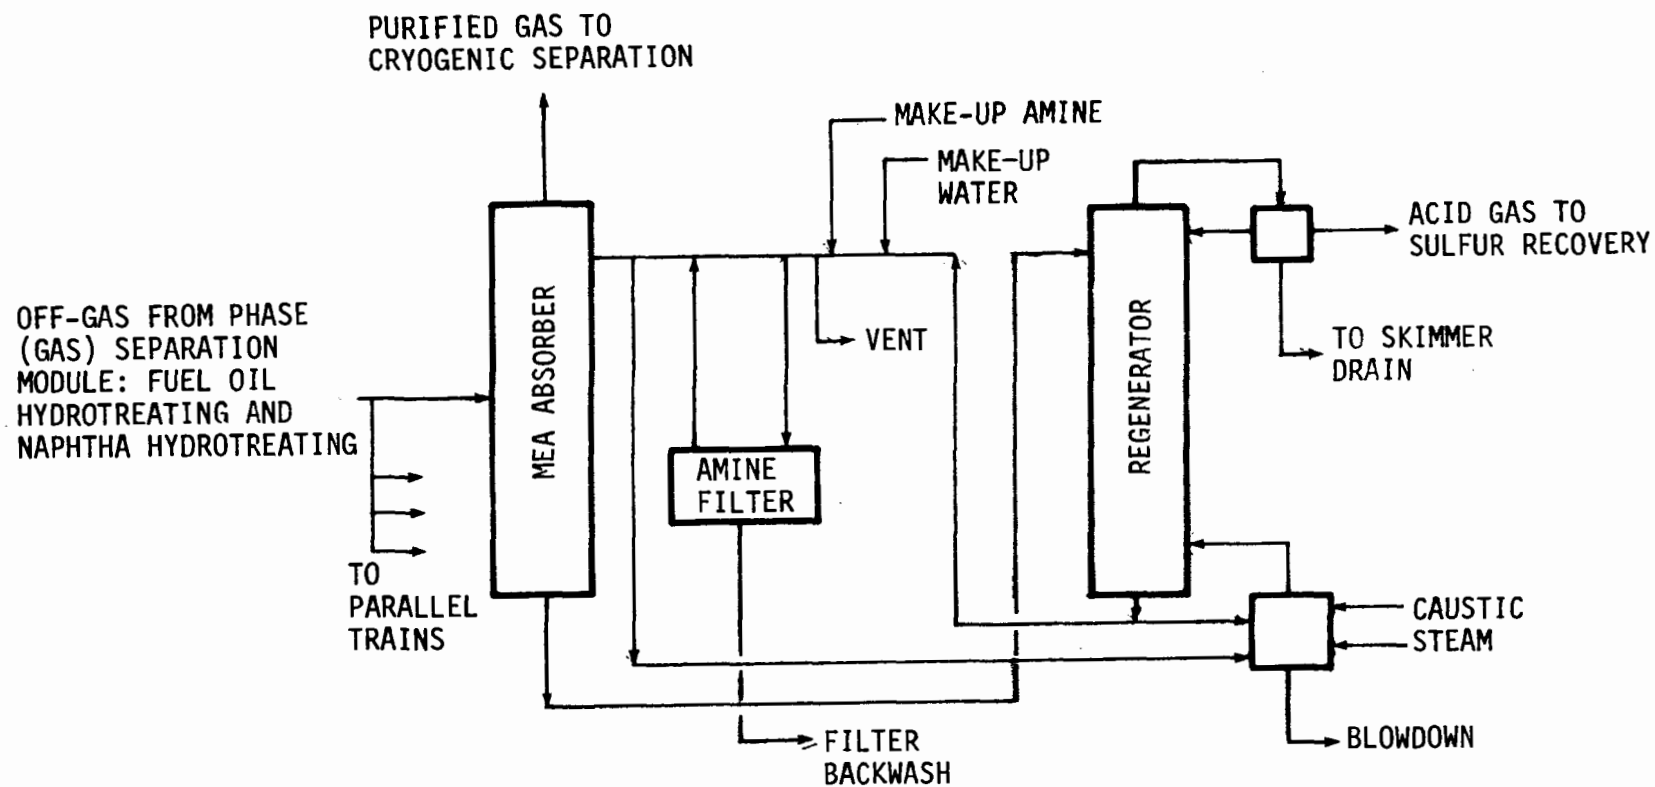 PURIFIED GAS TO
CRYOGENIC SEPARATION
MAKE-UP AMINE
MAKE-UP
WATER
ACID GAS TO
SULFUR RECOVERY
OFF-GAS FROM PHASE
(GAS) SEPARATION
MODULE: FUEL OIL
HYDROTREATING AND
NAPHTHA HYDROTREATING
MEA ABSORBER
VENT
REGENERATOR
TO SKIMMER
DRAIN
AMINE
FILTER
TO
PARALLEL
TRAINS
CAUSTIC
STEAM
BLOWDOWN
FILTER
BACKWASH